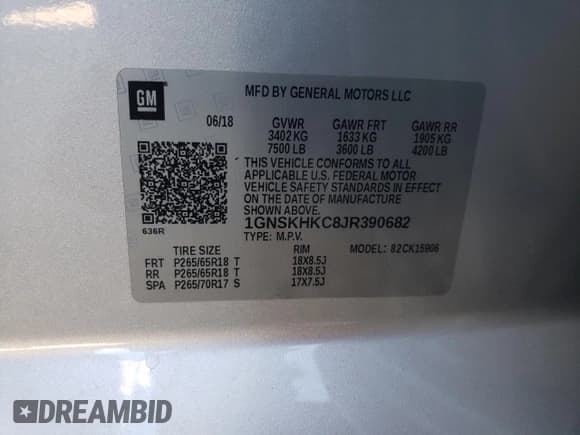 GM
MFD BY GENERAL MOTORS LLC
06/18 GVWR GAWR FRT GAWR RR
3402 KG 1633 KG 1905 KG
7500 LB 3600 LB 4200 LB
THIS VEHICLE CONFORMS TO ALL
APPLICABLE U.S. FEDERAL MOTOR
VEHICLE SAFETY STANDARDS IN EFFECT
ON THE DATE OF MANUFACTURE
SHOWN ABOVE.
1GNSKHKC8JR390682
636R TYPE: M.P.V.
TIRE SIZE RIM MODEL: 82CK15906
FRT P265/65R18 T 18X8.5J
RR P265/65R18 T 18X8.5J
SPA P265/70R17 S 17X7.5J
DREAMBID